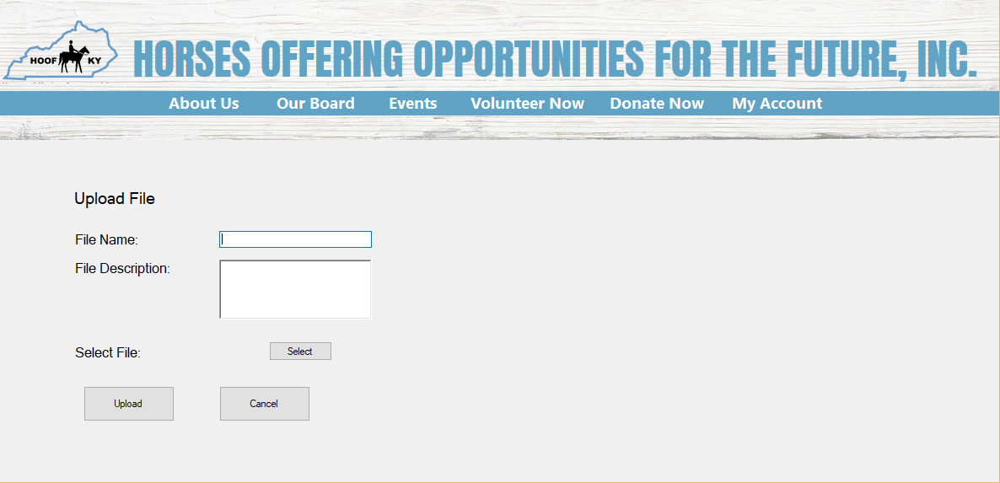 HOOF KY
HORSES OFFERING OPPORTUNITIES FOR THE FUTURE, INC.
About Us Our Board Events Volunteer Now Donate Now My Account
Upload File
File Name:
File Description:
Select File: Select
Upload Cancel